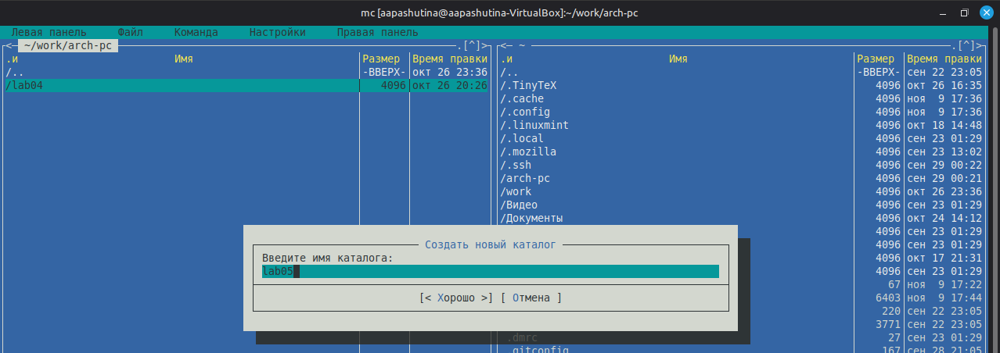 mc [aapashutina@aapashutina-VirtualBox]:~/work/arch-pc
Левая панель Файл Команда Настройки Правая панель
<─ ~/work/arch-pc .[^]>
.и Имя Размер Время правки
/.. -ВВЕРХ- окт 26 23:36
/lab04 4096 окт 26 20:26
<─ ~ .[^]>
.и Имя Размер Время правки
/.. -ВВЕРХ- сен 22 23:05
/.TinyTeX 4096 окт 26 16:35
/.cache 4096 ноя 9 17:36
/.config 4096 ноя 9 17:36
/.linuxmint 4096 окт 18 14:48
/.local 4096 сен 23 01:29
/.mozilla 4096 сен 23 13:02
/.ssh 4096 сен 29 00:22
/arch-pc 4096 сен 29 00:21
/work 4096 окт 26 23:36
/Видео 4096 сен 23 01:29
/Документы 4096 окт 24 14:12
4096 сен 23 01:29
4096 сен 23 01:29
4096 окт 17 21:31
4096 сен 23 01:29
67 ноя 9 17:22
6403 ноя 9 17:44
220 сен 22 23:05
3771 сен 22 23:05
.dmrc 27 сен 23 01:29
.gitconfig 167 сен 28 21:05
Создать новый каталог
Введите имя каталога:
lab05
[< Хорошо >] [ Отмена ]